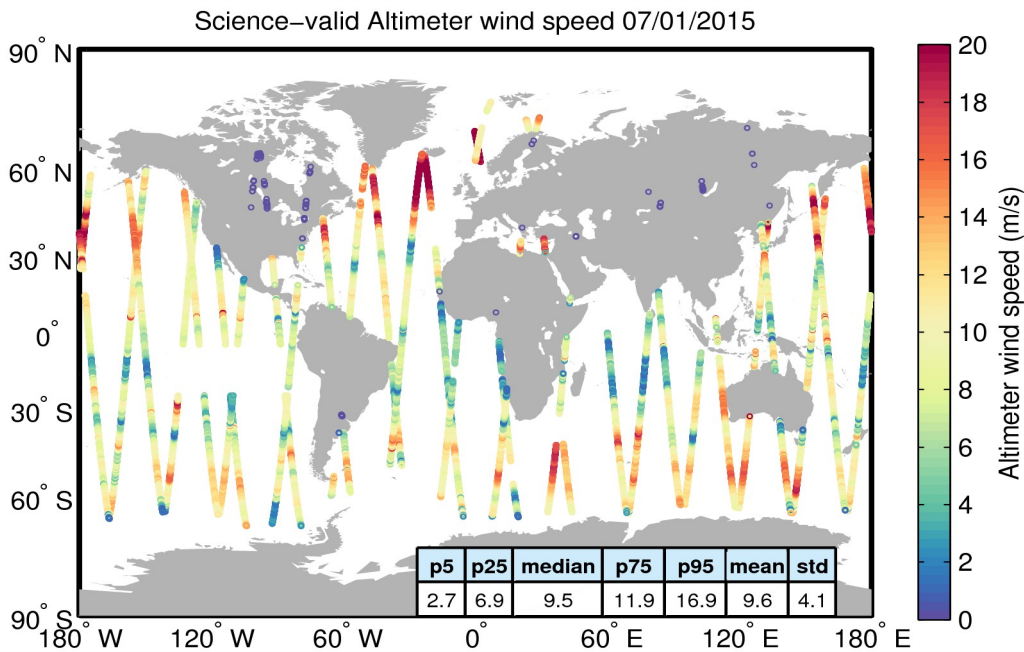 Science-valid Altimeter wind speed 07/01/2015
90° N
60° N
30° N
0°
30° S
60° S
90° S
180° W
120° W
60° W
0°
60° E
120° E
180° E
p5 p25 median p75 p95 mean std
2.7 6.9 9.5 11.9 16.9 9.6 4.1
20
18
16
14
12
10
8
6
4
2
0
Altimeter wind speed (m/s)